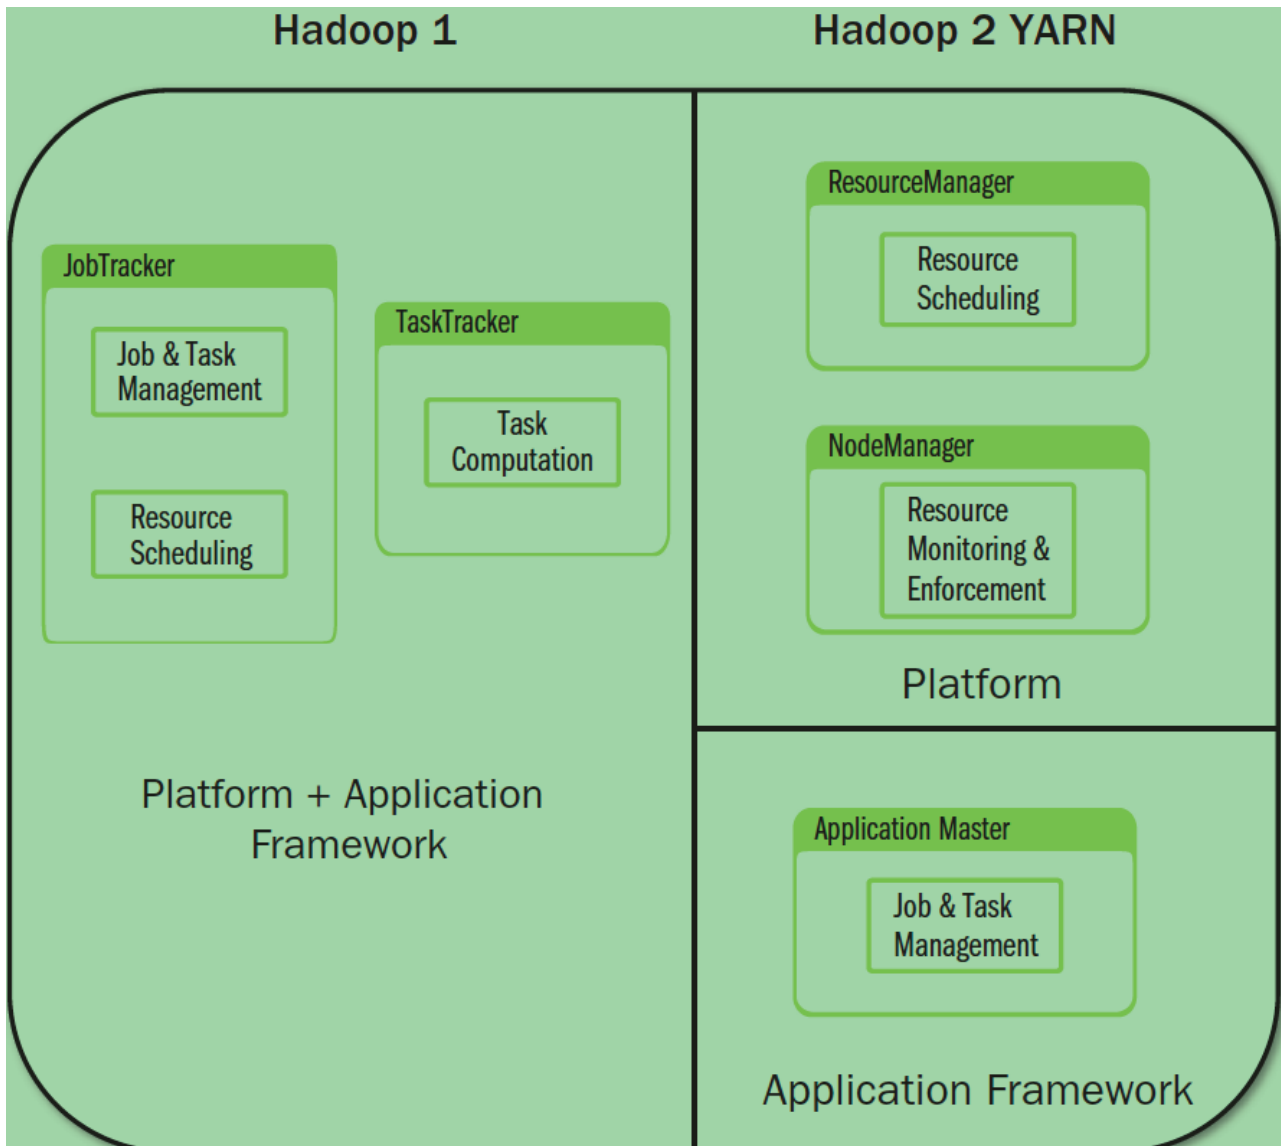 Hadoop 1
Hadoop 2 YARN
JobTracker
Job & Task
Management
Resource
Scheduling
TaskTracker
Task
Computation
Platform + Application
Framework
ResourceManager
Resource
Scheduling
NodeManager
Resource
Monitoring &
Enforcement
Platform
Application Master
Job & Task
Management
Application Framework